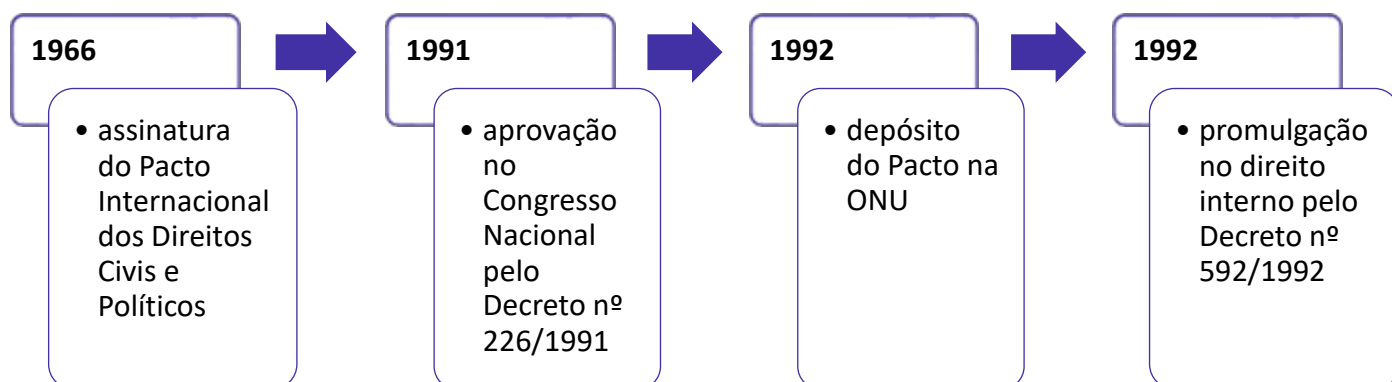 1966
• assinatura
do Pacto
Internacional
dos Direitos
Civis e
Políticos
1991
• aprovação
no
Congresso
Nacional
pelo
Decreto nº
226/1991
1992
• depósito
do Pacto na
ONU
1992
• promulgação
no direito
interno pelo
Decreto nº
592/1992